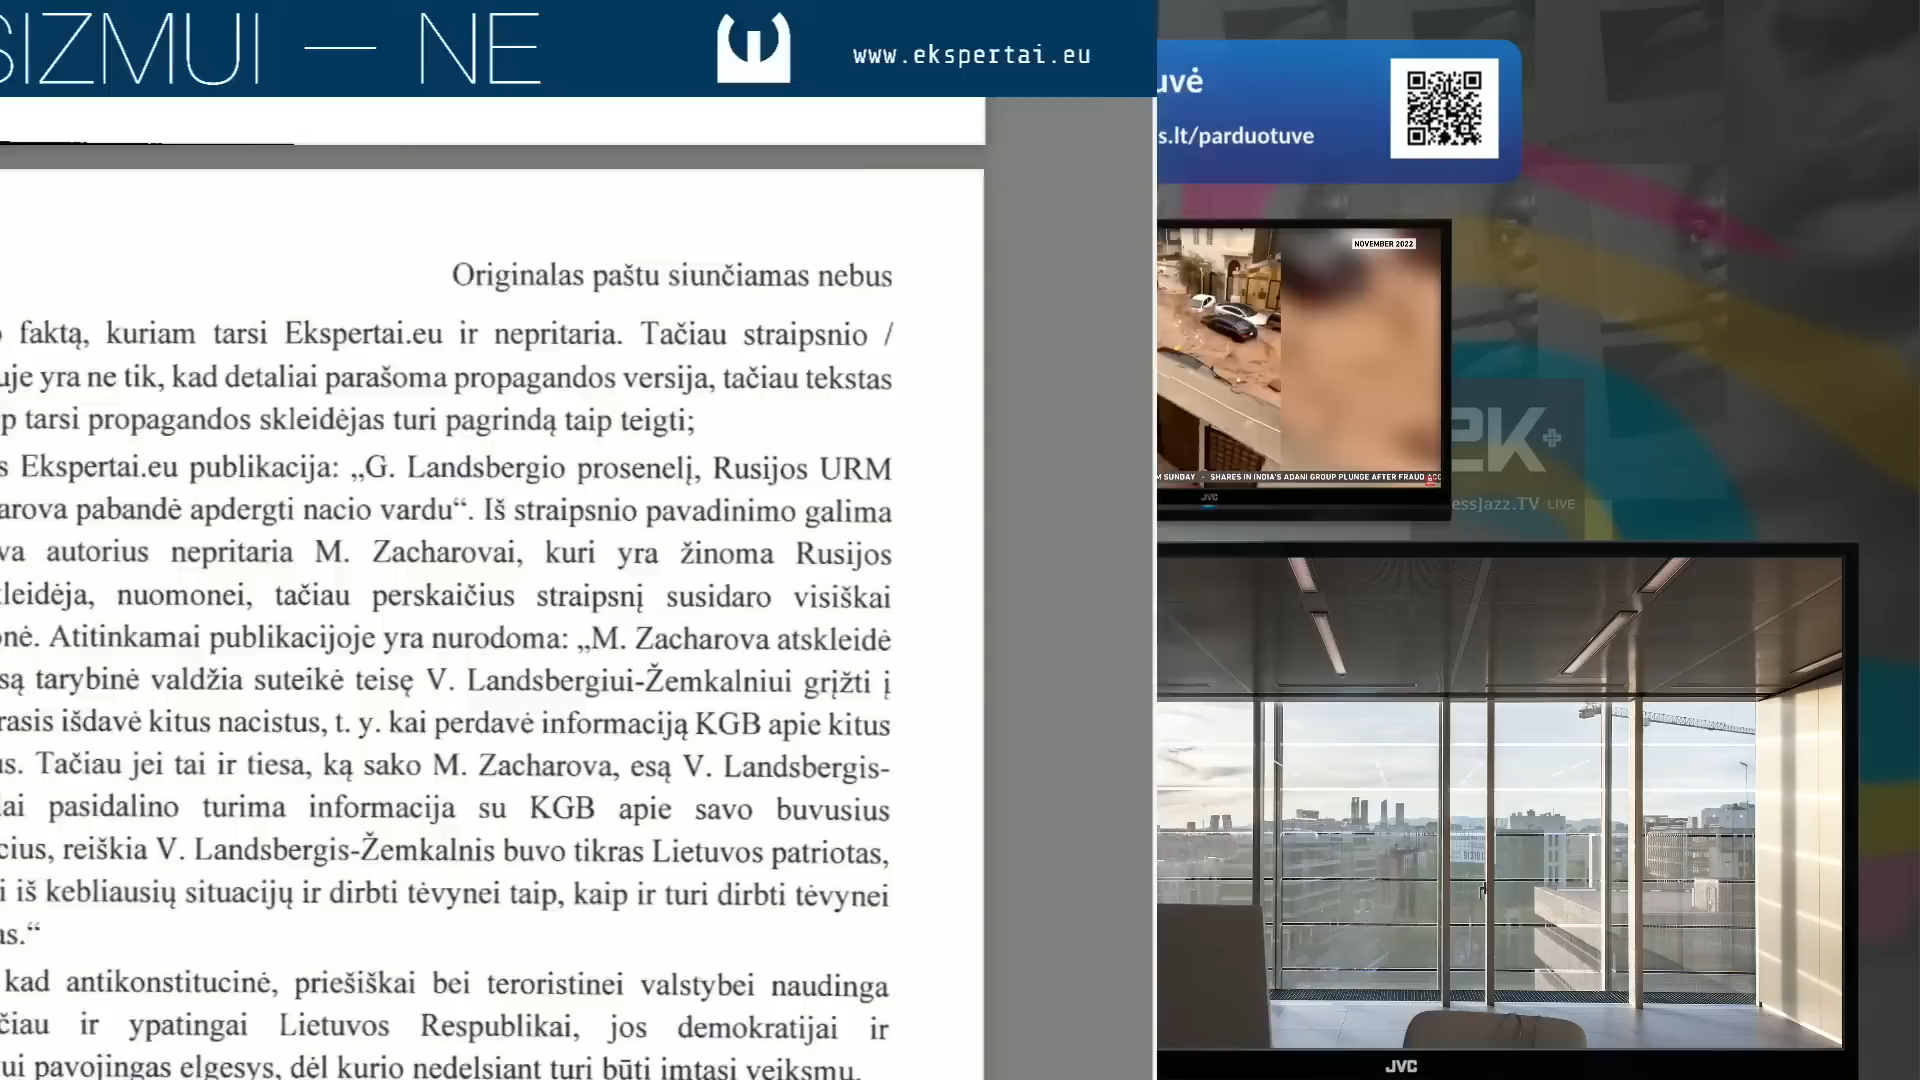 SIZMUI — NE
www.ekspertai.eu
Originalas paštu siunčiamas nebus
faktą, kuriam tarsi Ekspertai.eu ir nepritaria. Tačiau straipsnio /
uje yra ne tik, kad detaliai parašoma propagandos versija, tačiau tekstas
p tarsi propagandos skleidėjas turi pagrindą taip teigti;
s Ekspertai.eu publikacija: „G. Landsbergio prosenelį, Rusijos URM
arova pabandė apdergti nacio vardu“. Iš straipsnio pavadinimo galima
va autorius nepritaria M. Zacharovai, kuri yra žinoma Rusijos
leidėja, nuomonei, tačiau perskaičius straipsnį susidaro visiškai
onė. Atitinkamai publikacijoje yra nurodoma: „M. Zacharova atskleidė
są tarybinė valdžia suteikė teisę V. Landsbergiui-Žemkalniui grįžti į
rasis išdavė kitus nacistus, t. y. kai perdavė informaciją KGB apie kitus
us. Tačiau jei tai ir tiesa, ką sako M. Zacharova, esą V. Landsbergis-
lai pasidalino turima informacija su KGB apie savo buvusius
cius, reiškia V. Landsbergis-Žemkalnis buvo tikras Lietuvos patriotas,
i iš kebliausių situacijų ir dirbti tėvynei taip, kaip ir turi dirbti tėvynei
as.“
kad antikonstitucinė, priešiškai bei teroristinei valstybei naudinga
čiau ir ypatingai Lietuvos Respublikai, jos demokratijai ir
ui pavojingas elgesys, dėl kurio nedelsiant turi būti imtasi veiksmų.
uvė
s.lt/parduotuve
NOVEMBER 2022
M SUNDAY - SHARES IN INDIA'S ADANI GROUP PLUNGE AFTER FRAUD
JVC
2K+
essJazz.TV LIVE
JVC